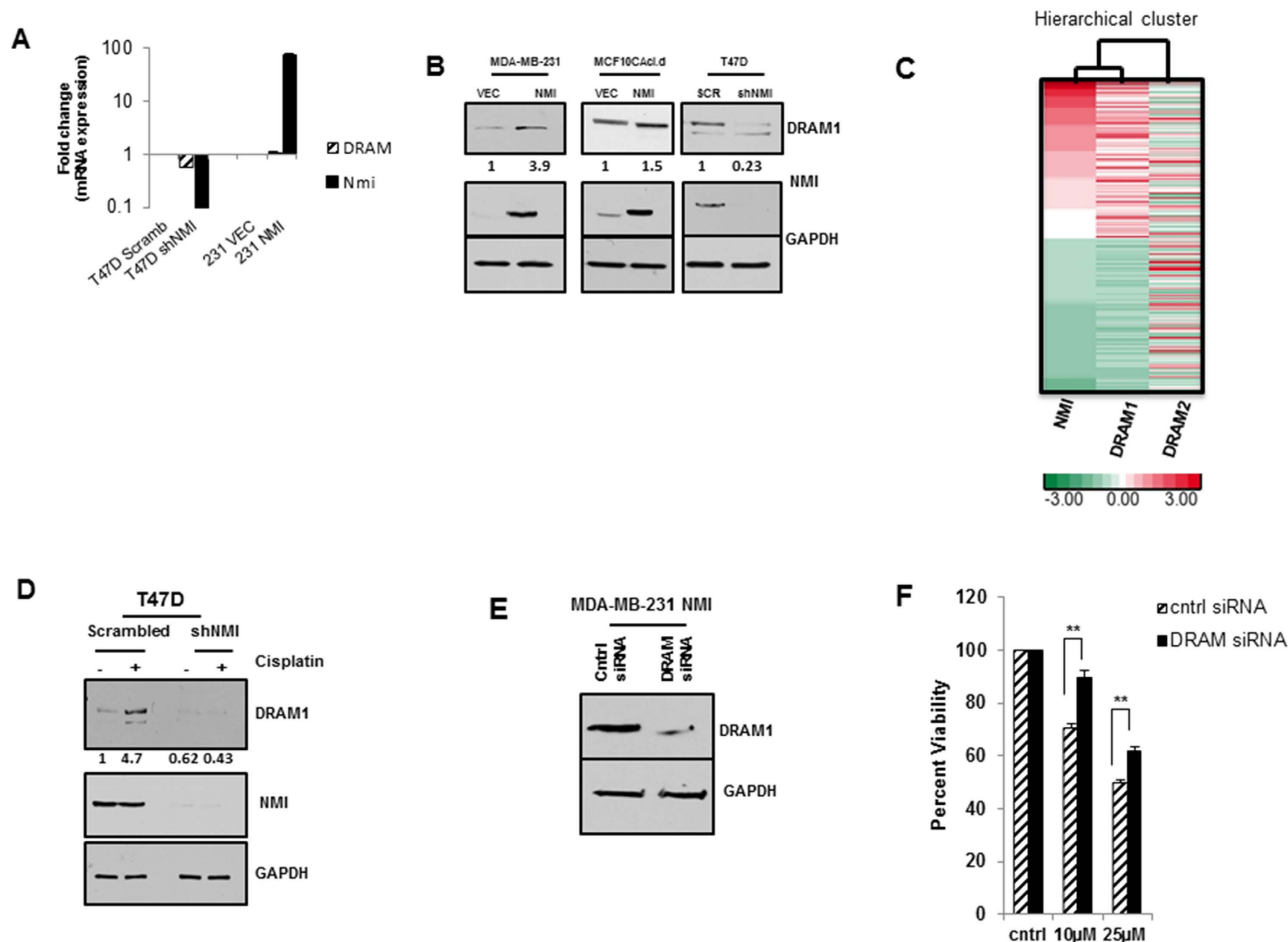 A
Fold change
(mRNA expression)
100
10
1
0.1
T47D Scramb
T47D shNMI
231 VEC
231 NMI
DRAM
Nmi
B
MDA-MB-231
MCF10CAcl.d
T47D
VEC
NMI
VEC
NMI
SCR
shNMI
DRAM1
1
3.9
1
1.5
1
0.23
NMI
GAPDH
C
Hierarchical cluster
NMI
DRAM1
DRAM2
-3.00
0.00
3.00
D
T47D
Scrambled
shNMI
-
+
-
+
Cisplatin
DRAM1
1
4.7
0.62
0.43
NMI
GAPDH
E
MDA-MB-231 NMI
Cntrl
siRNA
DRAM
siRNA
DRAM1
GAPDH
F
Percent Viability
120
100
80
60
40
20
0
**
**
cntrl siRNA
DRAM siRNA
cntrl
10µM
25µM